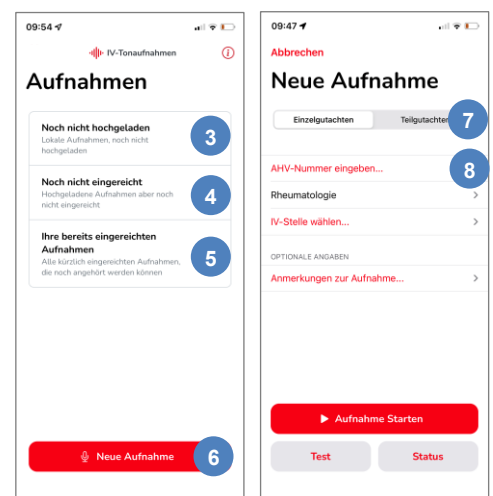 09:54
IV-Tonaufnahmen
Aufnahmen
Noch nicht hochgeladen
Lokale Aufnahmen, noch nicht
hochgeladen
3
Noch nicht eingereicht
Hochgeladene Aufnahmen aber noch
nicht eingereicht
4
Ihre bereits eingereichten
Aufnahmen
Alle kürzlich eingereichten Aufnahmen,
die noch angehört werden können
5
Neue Aufnahme
6
09:47
Abbrechen
Neue Aufnahme
Einzelgutachten
Teilgutachten
7
AHV-Nummer eingeben...
8
Rheumatologie
IV-Stelle wählen...
OPTIONALE ANGABEN
Anmerkungen zur Aufnahme...
Aufnahme Starten
Test
Status